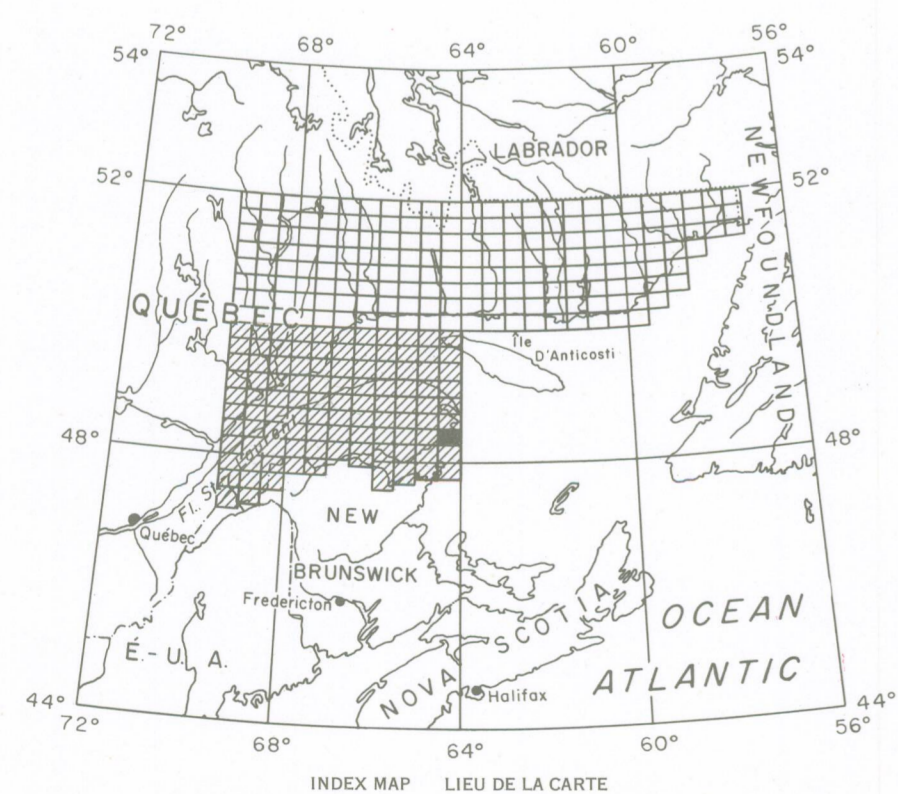 72° 68° 64° 60° 56°
54° 54°
LABRADOR
52° 52°
NEWFOUNDLAND
QUÉBEC
Île
D'Anticosti
48° 48°
Fl. St. Laurent
Québec
NEW
BRUNSWICK
Fredericton
É.-U. A.
NOVA SCOTIA
Halifax
OCEAN
ATLANTIC
44° 44°
72° 68° 64° 60° 56°
INDEX MAP LIEU DE LA CARTE